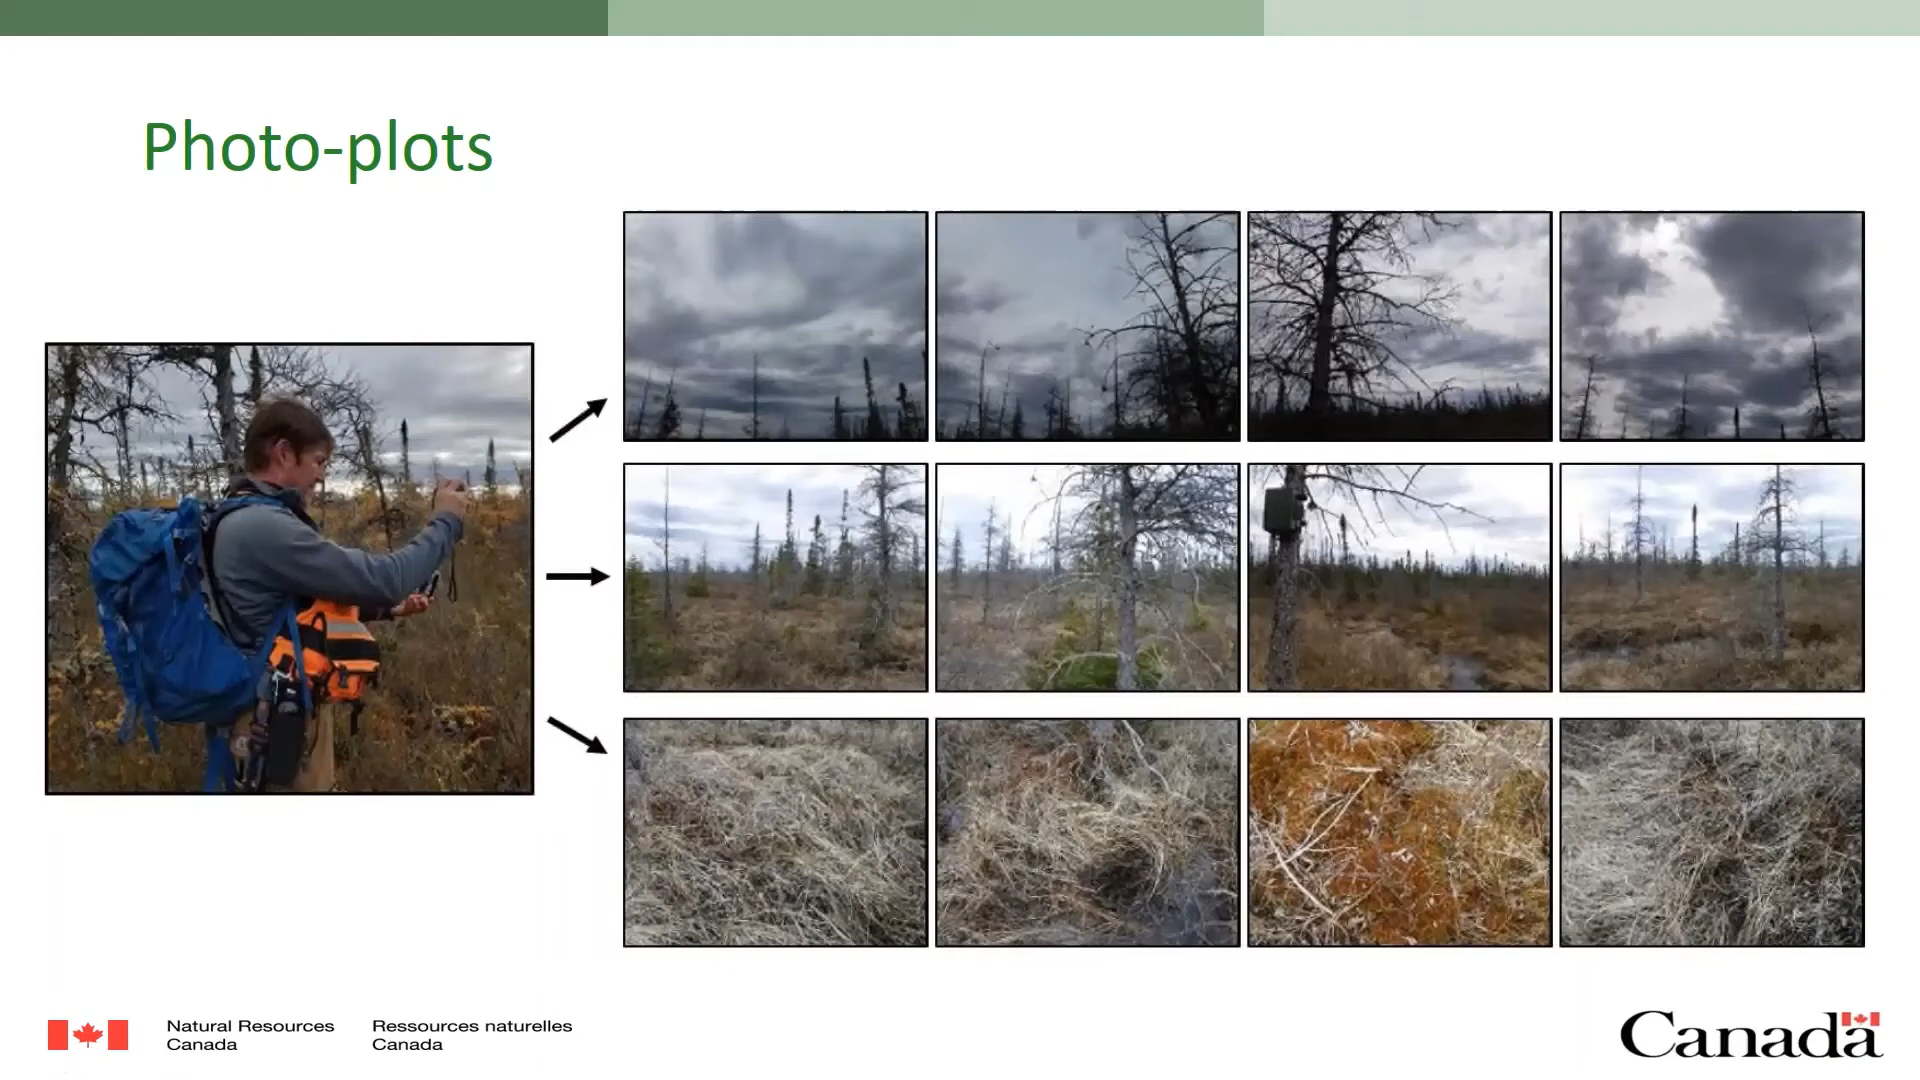 Photo-plots
Natural Resources
Canada
Ressources naturelles
Canada
Canada